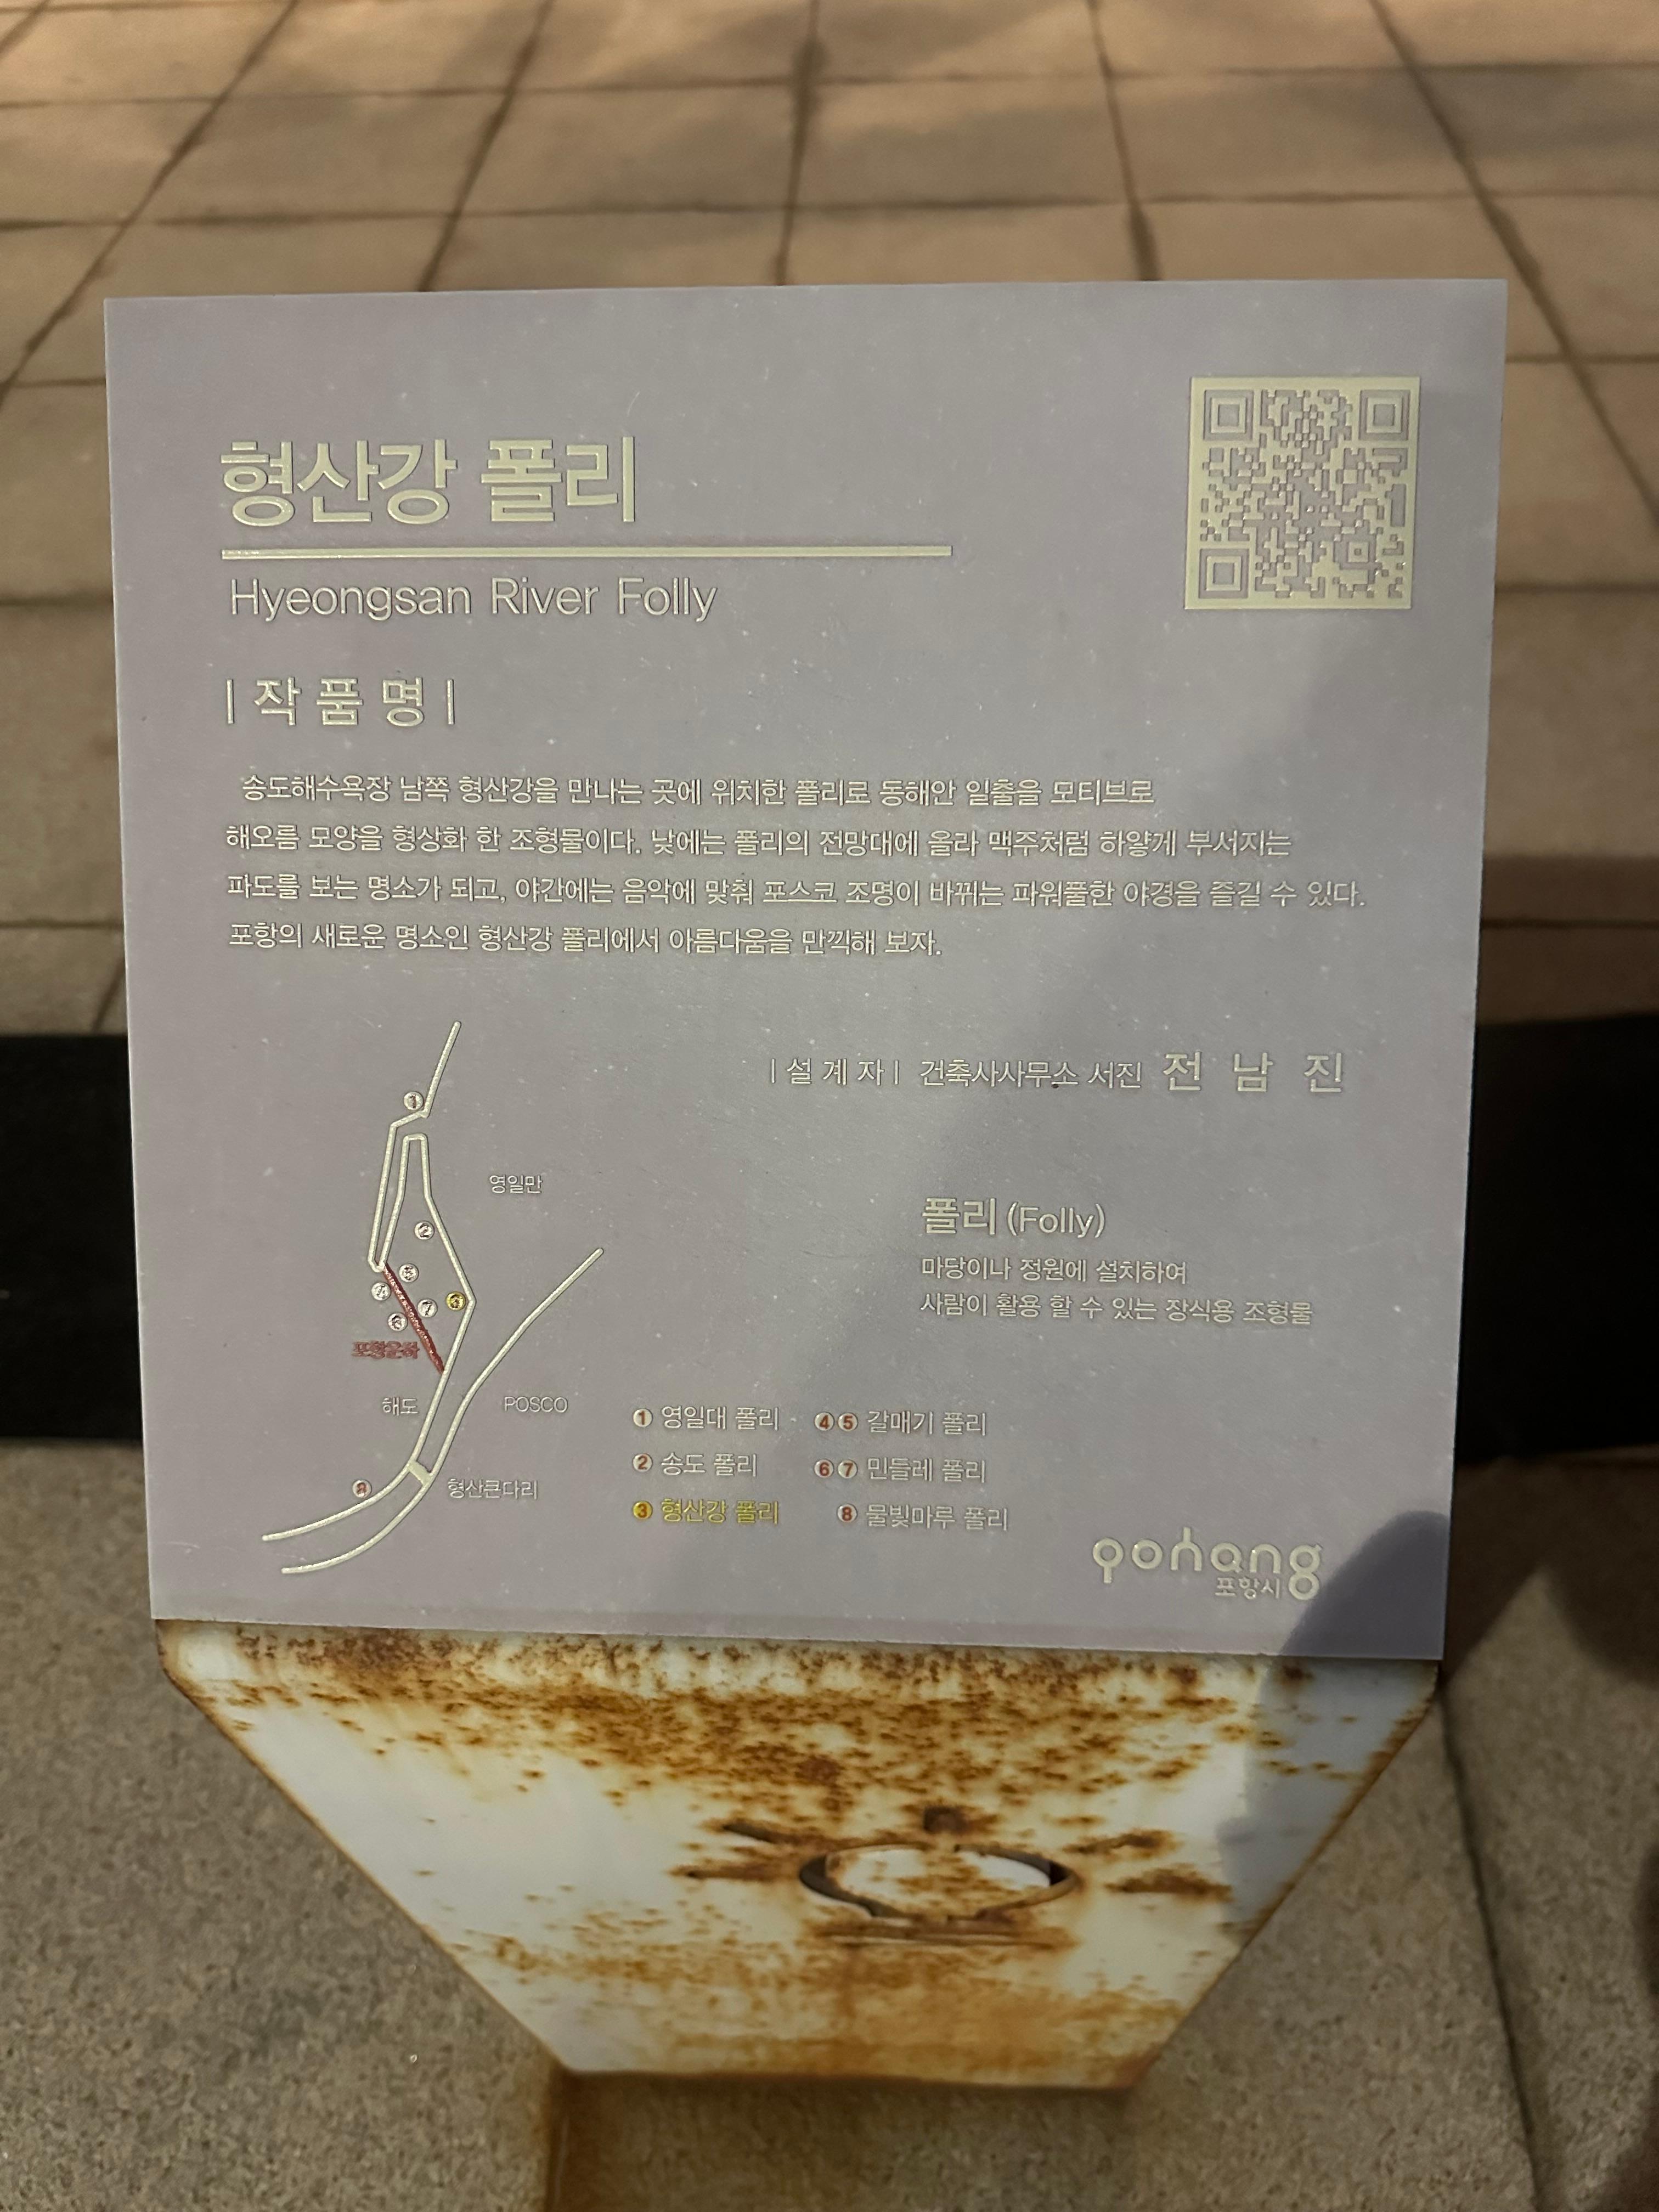 형산강 폴리
Hyeongsan River Folly
| 작 품 명 |
송도해수욕장 남쪽 형산강을 만나는 곳에 위치한 폴리로 동해안 일출을 모티브로
해오름 모양을 형상화 한 조형물이다. 낮에는 폴리의 전망대에 올라 맥주처럼 하얗게 부서지는
파도를 보는 명소가 되고, 야간에는 음악에 맞춰 포스코 조명이 바뀌는 파워풀한 야경을 즐길 수 있다.
포항의 새로운 명소인 형산강 폴리에서 아름다움을 만끽해 보자.
| 설 계 자 | 건축사사무소 서진 전 남 진
①
영일만
②
⑤
④
⑦ ③
⑥
포항운하
해도
POSCO
⑧
형산큰다리
폴리 (Folly)
마당이나 정원에 설치하여
사람이 활용 할 수 있는 장식용 조형물
① 영일대 폴리 ④⑤ 갈매기 폴리
② 송도 폴리 ⑥⑦ 민들레 폴리
③ 형산강 폴리 ⑧ 물빛마루 폴리
pohang
포항시